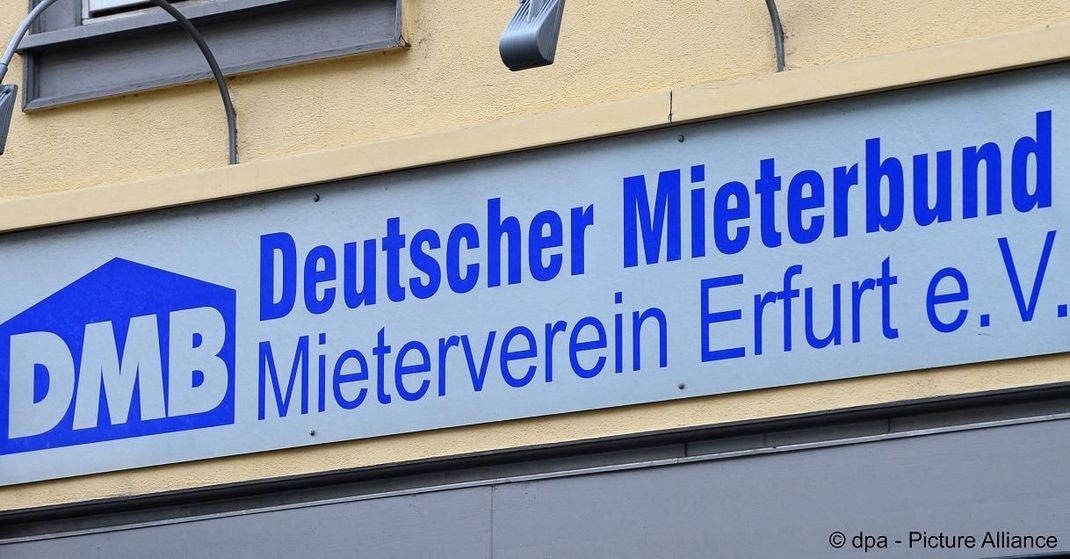 DMB
Deutscher Mieterbund
Mieterverein Erfurt e.V.
© dpa - Picture Alliance